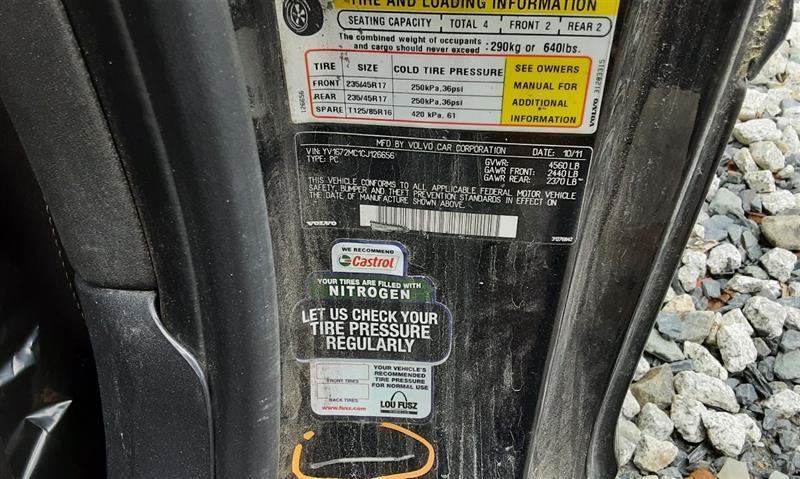 TIRE AND LOADING INFORMATION
SEATING CAPACITY TOTAL 4 FRONT 2 REAR 2
The combined weight of occupants
and cargo should never exceed : 290kg or 640lbs.
TIRE SIZE COLD TIRE PRESSURE
FRONT 235/45R17 250kPa,36psi
REAR 235/45R17 250kPa,36psi
SPARE T125/85R16 420 kPa, 61
SEE OWNERS
MANUAL FOR
ADDITIONAL
INFORMATION
126656
VOLVO 31283315
MFD BY VOLVO CAR CORPORATION DATE: 10/11
VIN: YV1672MC1CJ126656
TYPE: PC
GVWR: 4560 LB
GAWR FRONT: 2440 LB
GAWR REAR: 2370 LB
THIS VEHICLE CONFORMS TO ALL APPLICABLE FEDERAL MOTOR VEHICLE
SAFETY, BUMPER AND THEFT PREVENTION STANDARDS IN EFFECT ON
THE DATE OF MANUFACTURE SHOWN ABOVE.
VOLVO
WE RECOMMEND
Castrol
YOUR TIRES ARE FILLED WITH
NITROGEN
LET US CHECK YOUR
TIRE PRESSURE
REGULARLY
YOUR VEHICLE'S
RECOMMENDED
TIRE PRESSURE
FOR NORMAL USE
FRONT TIRES
BACK TIRES
www.fusz.com
LOU FUSZ